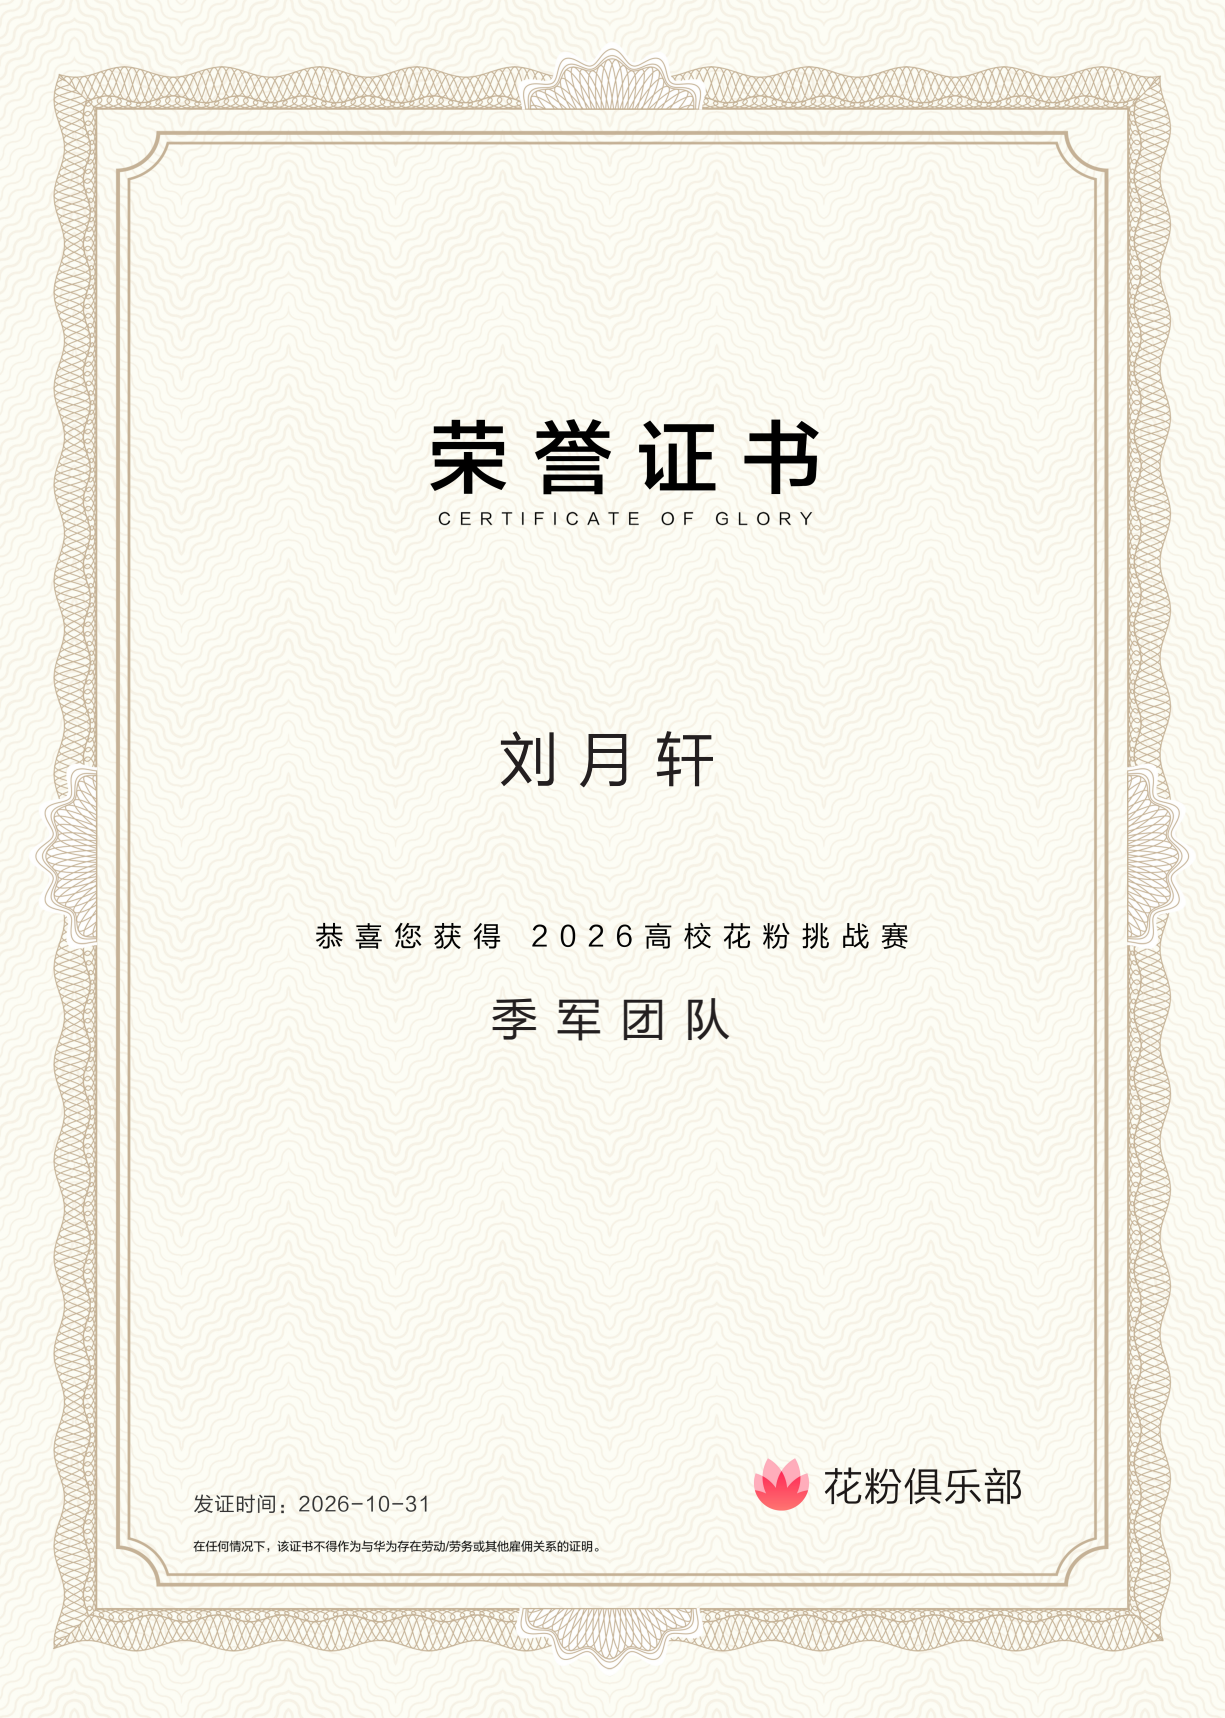 荣誉证书
CERTIFICATE OF GLORY
刘月轩
恭喜您获得 2026高校花粉挑战赛
季军团队
花粉俱乐部
发证时间：2026-10-31
在任何情况下，该证书不得作为与华为存在劳动/劳务或其他雇佣关系的证明。